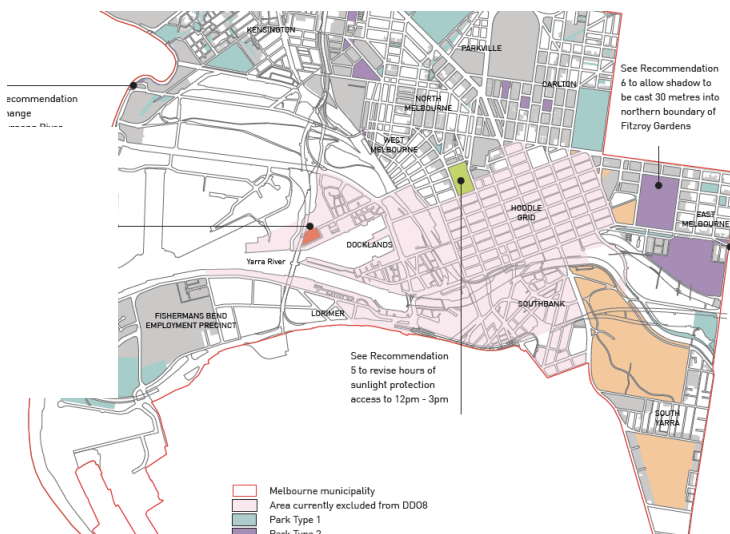 KENSINGTON
PARKVILLE
See Recommendation
6 to allow shadow to
be cast 30 metres into
northern boundary of
Fitzroy Gardens
CARLTON
ecommendation
hange
NORTH
MELBOURNE
WEST
MELBOURNE
HODDLE
GRID
EAST
MELBOURNE
DOCKLANDS
Yarra River
SOUTHBANK
LORIMER
FISHERMANS BEND
EMPLOYMENT PRECINCT
See Recommendation
5 to revise hours of
sunlight protection
access to 12pm - 3pm
SOUTH
YARRA
Melbourne municipality
Area currently excluded from DDO8
Park Type 1
Park Type 2